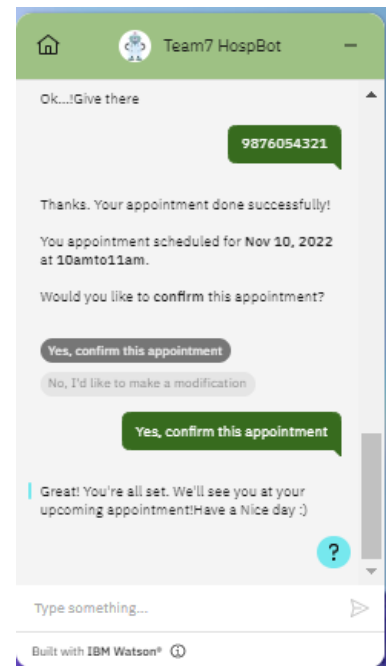 Team7 HospBot
Ok...!Give there
9876054321
Thanks. Your appointment done successfully!
You appointment scheduled for Nov 10, 2022
at 10amto11am.
Would you like to confirm this appointment?
Yes, confirm this appointment
No, I'd like to make a modification
Yes, confirm this appointment
Great! You're all set. We'll see you at your
upcoming appointment!Have a Nice day :)
?
Type something...
Built with IBM Watson®